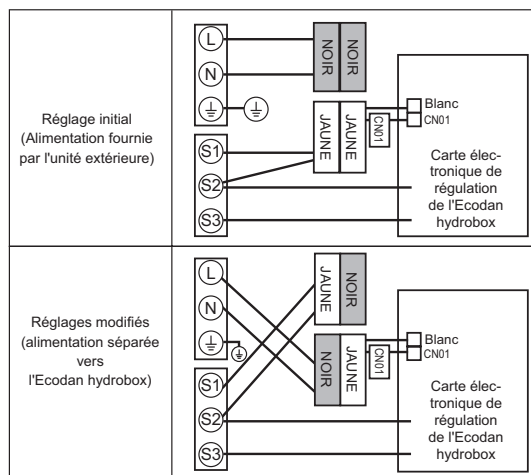 Réglage initial
(Alimentation fournie
par l'unité extérieure)
L
N
S1
S2
S3
NOIR
NOIR
JAUNE
JAUNE
CN01
Blanc
CN01
Carte élec-
tronique de
régulation
de l'Ecodan
hydrobox
Réglages modifiés
(alimentation séparée
vers
l'Ecodan hydrobox)
L
N
S1
S2
S3
JAUNE
NOIR
NOIR
JAUNE
CN01
Blanc
CN01
Carte élec-
tronique de
régulation
de l'Ecodan
hydrobox